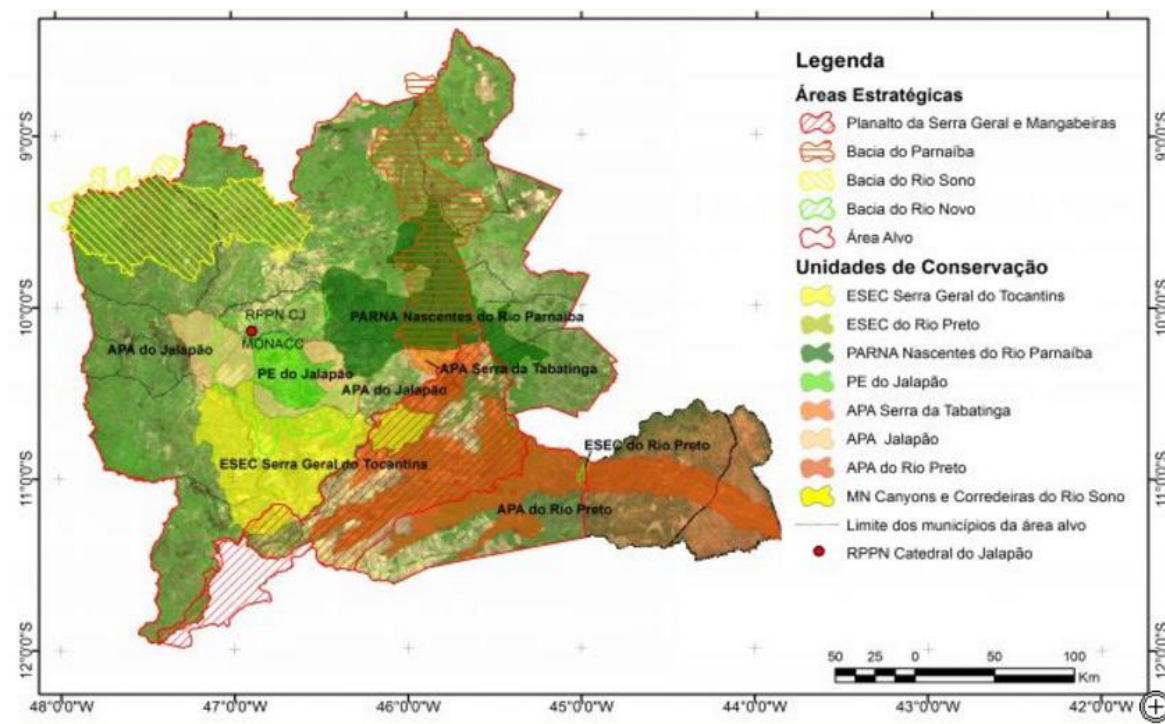 Legenda
Áreas Estratégicas
Planalto da Serra Geral e Mangabeiras
Bacia do Parnaíba
Bacia do Rio Sono
Bacia do Rio Novo
Área Alvo
Unidades de Conservação
ESEC Serra Geral do Tocantins
ESEC do Rio Preto
PARNA Nascentes do Rio Parnaíba
PE do Jalapão
APA Serra da Tabatinga
APA Jalapão
APA do Rio Preto
MN Canyons e Corredeiras do Rio Sono
Limite dos municípios da área alvo
RPPN Catedral do Jalapão
RPPN CJ
MONACC
PARNA Nascentes do Rio Parnaíba
APA do Jalapão
PE do Jalapão
APA Serra da Tabatinga
APA do Jalapão
ESEC do Rio Preto
ESEC Serra Geral do Tocantins
APA do Rio Preto
9°0'0"S
10°0'0"S
11°0'0"S
12°0'0"S
9°0'0"S
10°0'0"S
11°0'0"S
12°0'0"S
50 25 0 50 100
Km
48°0'0"W 47°0'0"W 46°0'0"W 45°0'0"W 44°0'0"W 43°0'0"W 42°0'0"W